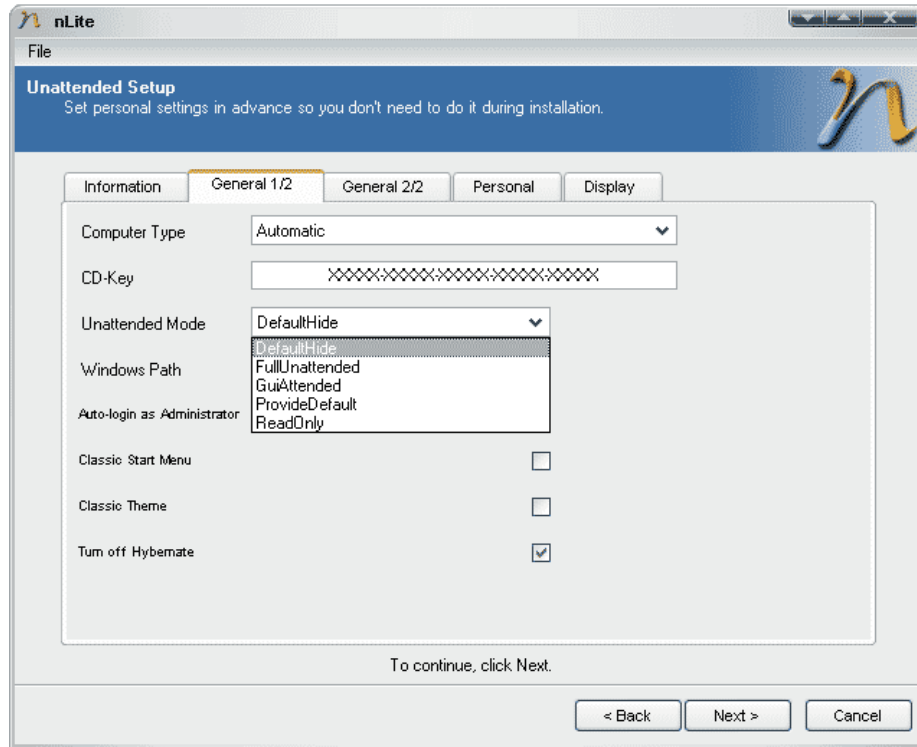 nLite
File
Unattended Setup
Set personal settings in advance so you don't need to do it during installation.
Information General 1/2 General 2/2 Personal Display
Computer Type Automatic
CD-Key XXXXX-XXXXX-XXXXX-XXXXX-XXXXX
Unattended Mode DefaultHide
DefaultHide
FullUnattended
Windows Path
GuiAttended
ProvideDefault
Auto-login as Administrator
ReadOnly
Classic Start Menu
Classic Theme
Turn off Hybernate
To continue, click Next.
< Back Next > Cancel